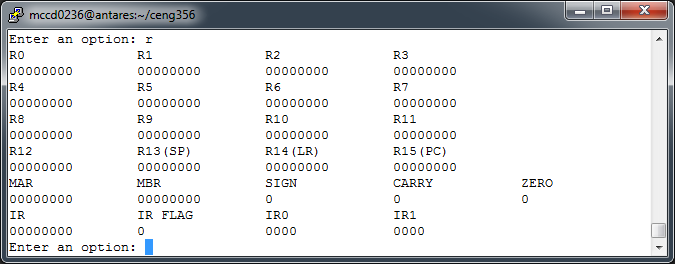 mccd0236@antares:~/ceng356
Enter an option: r
R0 R1 R2 R3
00000000 00000000 00000000 00000000
R4 R5 R6 R7
00000000 00000000 00000000 00000000
R8 R9 R10 R11
00000000 00000000 00000000 00000000
R12 R13(SP) R14(LR) R15(PC)
00000000 00000000 00000000 00000000
MAR MBR SIGN CARRY ZERO
00000000 00000000 0 0 0
IR IR FLAG IR0 IR1
00000000 0 0000 0000
Enter an option: